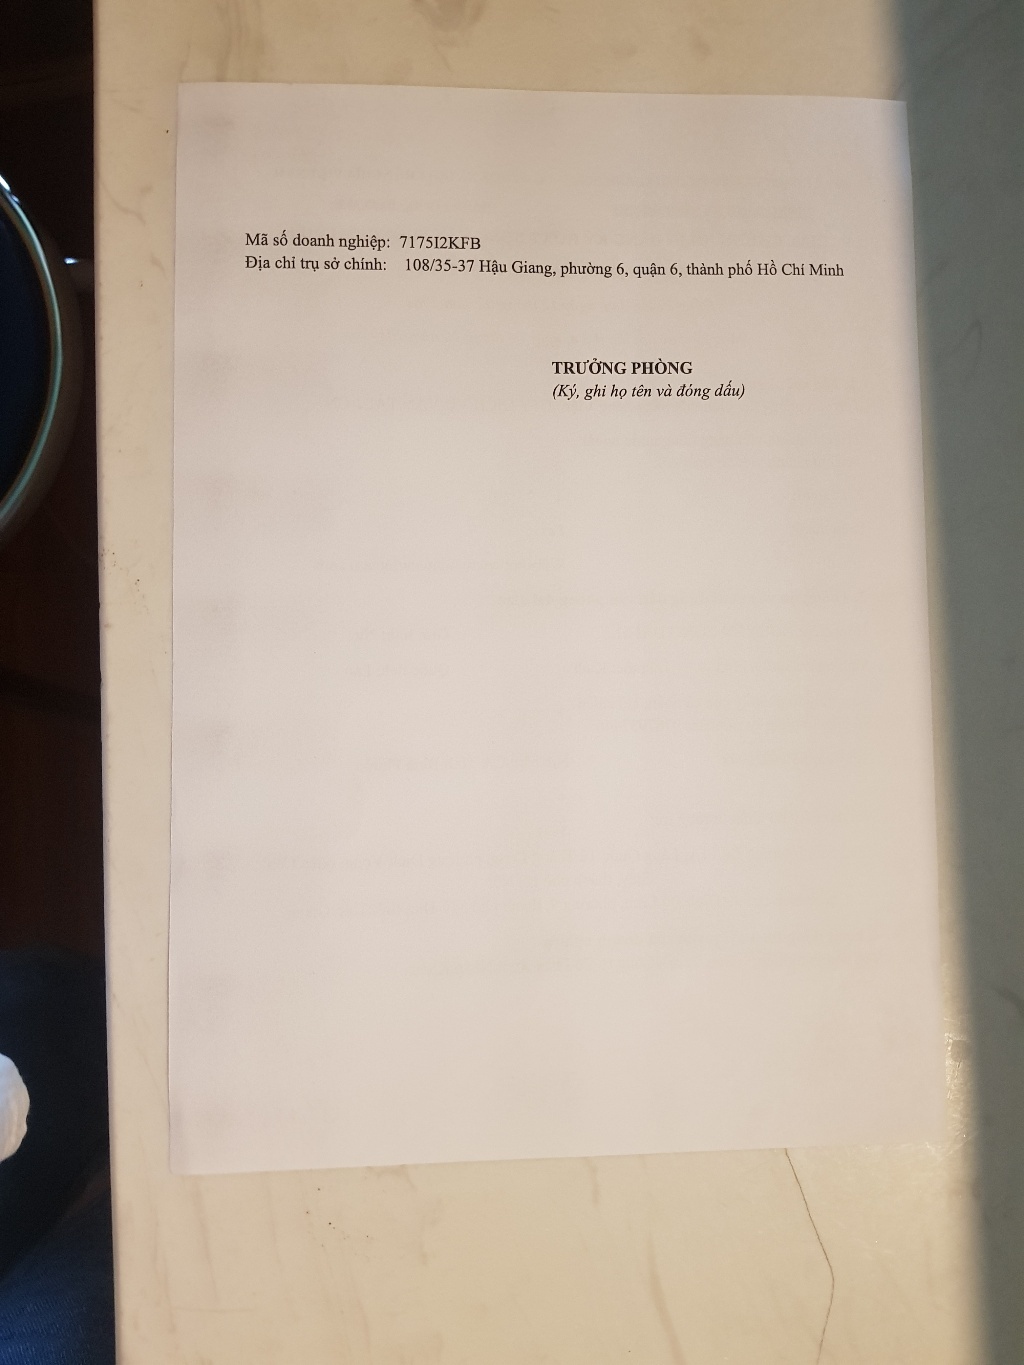 Mã số doanh nghiệp: 7175I2KFB
Địa chỉ trụ sở chính: 108/35-37 Hậu Giang, phường 6, quận 6, thành phố Hồ Chí Minh
TRƯỞNG PHÒNG
(Ký, ghi họ tên và đóng dấu)